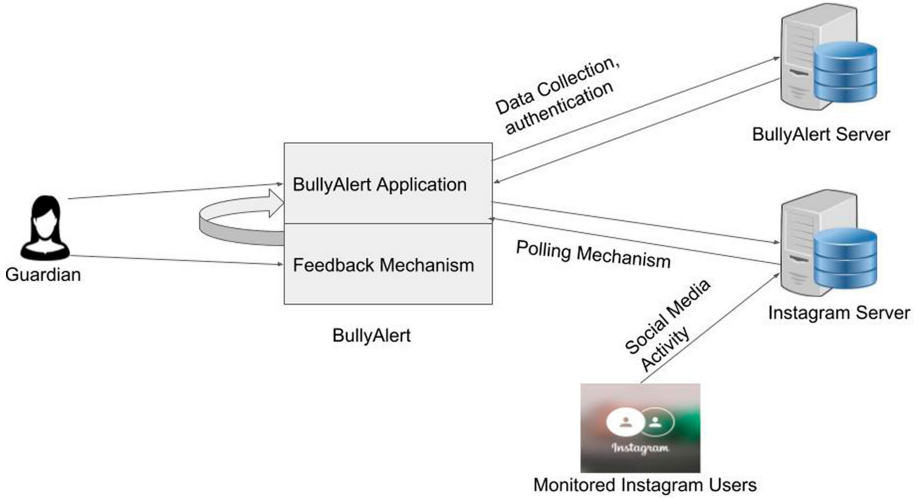 Data Collection,
authentication
BullyAlert Server
BullyAlert Application
Guardian
Feedback Mechanism
Polling Mechanism
Instagram Server
BullyAlert
Social Media
Activity
Instagram
Monitored Instagram Users